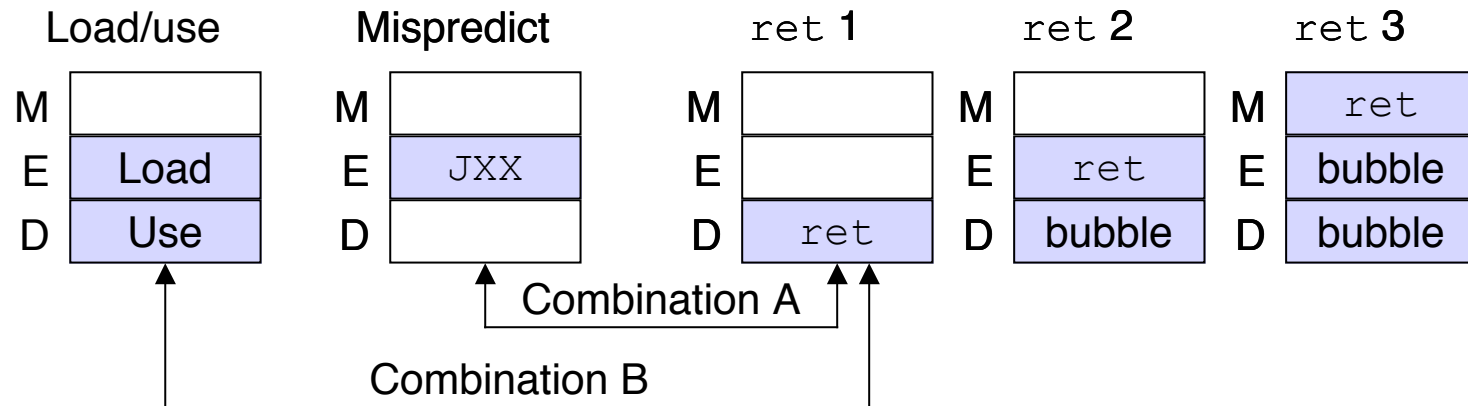 Load/use Mispredict ret 1 ret 2 ret 3
M M M M M ret
E Load E JXX E E ret E bubble
D Use D D ret D bubble D bubble
Combination A
Combination B